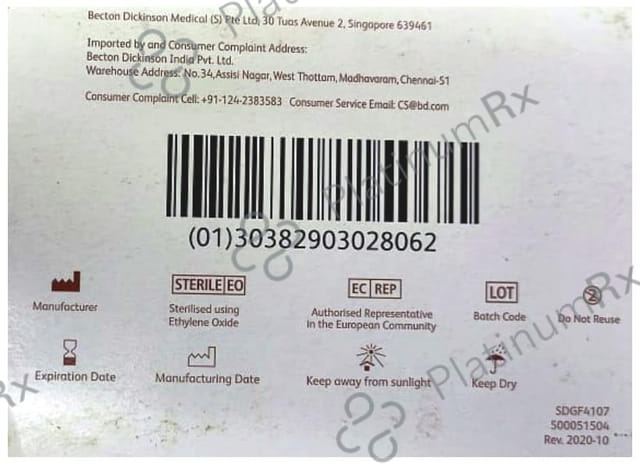 Becton Dickinson Medical (S) Pte Ltd, 30 Tuas Avenue 2, Singapore 639461
Imported by and Consumer Complaint Address:
Becton Dickinson India Pvt. Ltd.
Warehouse Address: No.34,Assisi Nagar,West Thottam,Madhavaram,Chennai-51
Consumer Complaint Cell: +91-124-2383583 Consumer Service Email: CS@bd.com
(01)30382903028062
STERILE EO
EC REP
LOT
2
Manufacturer
Sterilised using
Ethylene Oxide
Authorised Representative
in the European Community
Batch Code
Do Not Reuse
Expiration Date
Manufacturing Date
Keep away from sunlight
Keep Dry
SDGF4107
500051504
Rev. 2020-10
PlatinumRx
PlatinumRx
PlatinumRx
Rx